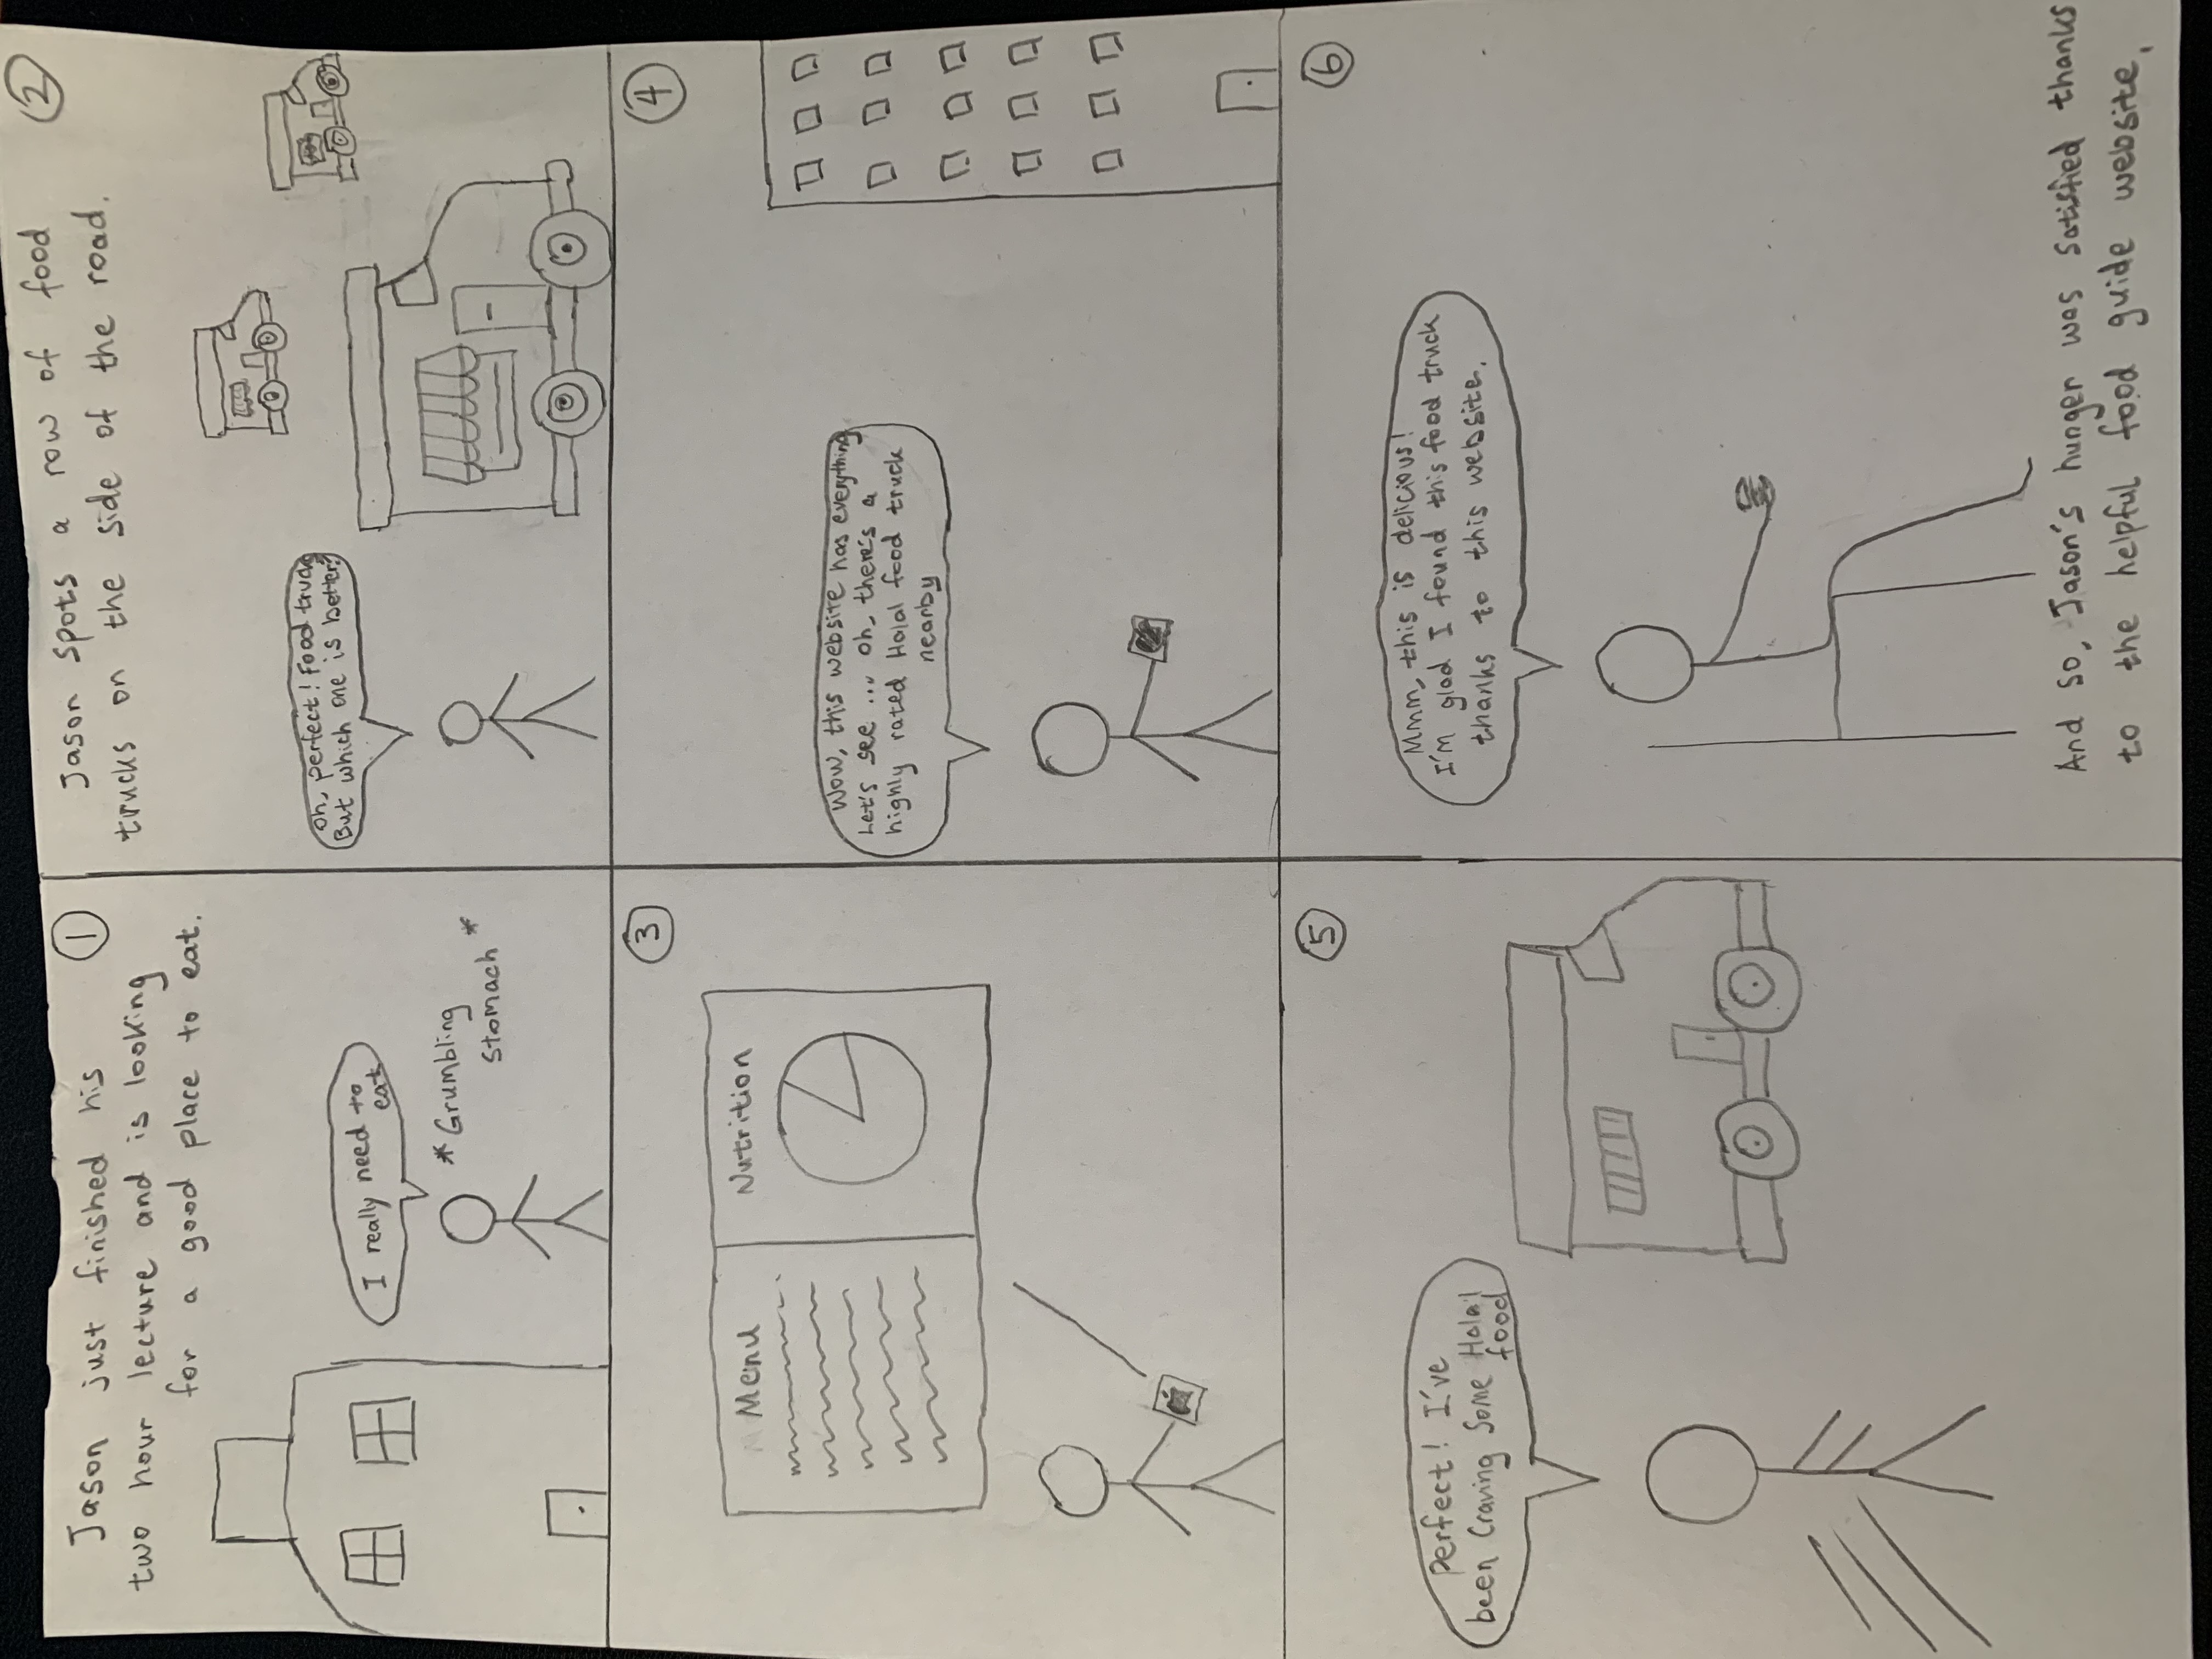 Jason just finished his
two hour lecture and is looking
for a good place to eat.
1
I really need to
eat
* Grumbling
stomach *
2
Jason spots a row of food
trucks on the side of the road.
Oh, perfect! Food truck
But which one is better?
3
Menu
Nutrition
4
Wow, this website has everything
Let's see ... oh, there's a
highly rated Halal food truck
nearby
5
Perfect! I've
been craving some Halal
food
6
Mmm, this is delicious!
I'm glad I found this food truck
thanks to this website.
And so, Jason's hunger was satisfied thanks
to the helpful food guide website.